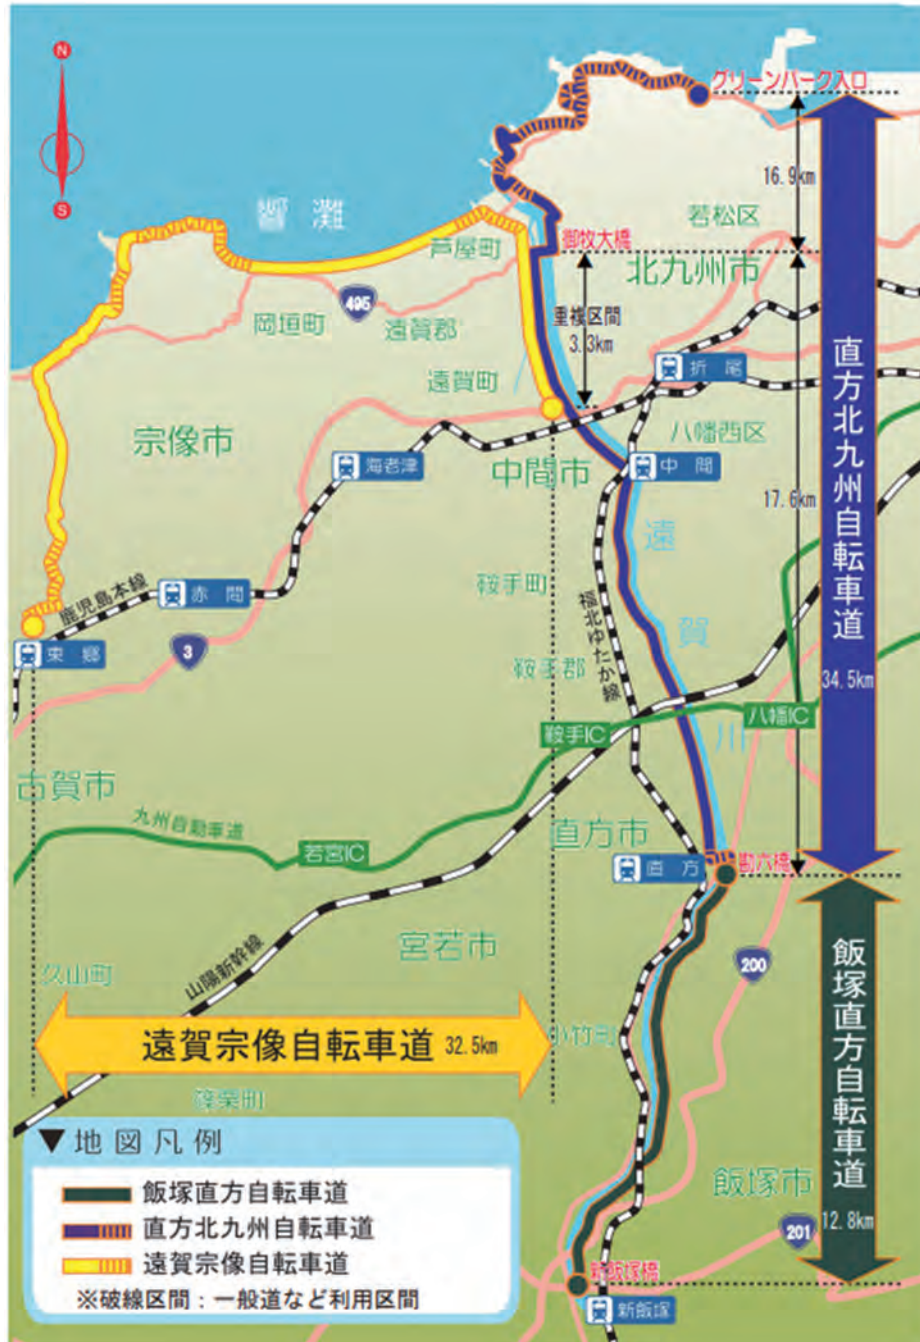 N
S
グリーンパーク入口
16.9km
響灘
若松区
芦屋町
御牧大橋
北九州市
495
岡垣町
遠賀郡
重複区間
3.3km
遠賀町
折尾
宗像市
八幡西区
海老津
中間市
中間
17.6km
直方北九州自転車道
34.5km
遠賀川
鞍手町
赤間
鹿児島本線
福北ゆたか線
東郷
3
鞍手郡
八幡IC
鞍手IC
古賀市
九州自動車道
若宮IC
直方市
直方
勘六橋
宮若市
山陽新幹線
久山町
200
飯塚直方自転車道
12.8km
遠賀宗像自転車道 32.5km
小竹町
篠栗町
飯塚市
201
新飯塚橋
新飯塚
▼地図凡例
飯塚直方自転車道
直方北九州自転車道
遠賀宗像自転車道
※破線区間：一般道など利用区間